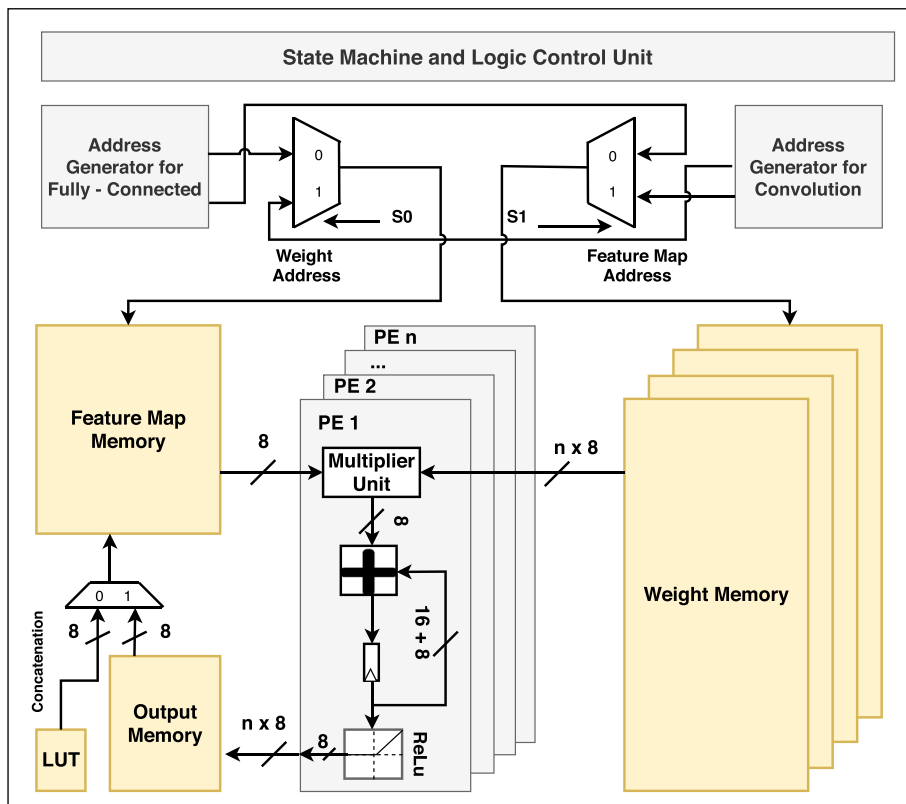 State Machine and Logic Control Unit
Address
Generator for
Fully - Connected
0
1
S0
Weight
Address
0
1
S1
Feature Map
Address
Address
Generator for
Convolution
Feature Map
Memory
8
PE n
...
PE 2
PE 1
Multiplier
Unit
8
16 + 8
ReLu
8
n x 8
n x 8
Weight Memory
0 1
8
8
Concatenation
Output
Memory
LUT